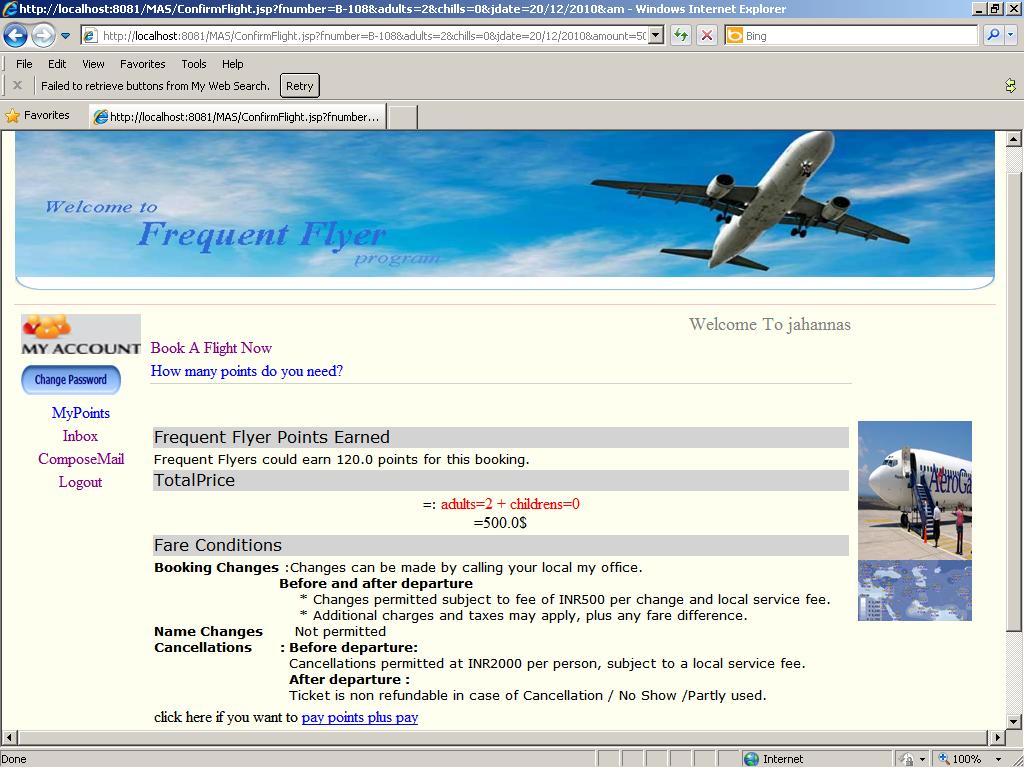 http://localhost:8081/MAS/ConfirmFlight.jsp?fnumber=B-108&adults=2&chills=0&jdate=20/12/2010&am - Windows Internet Explorer
http://localhost:8081/MAS/ConfirmFlight.jsp?fnumber=B-108&adults=2&chills=0&jdate=20/12/2010&amount=50
Bing
File Edit View Favorites Tools Help
Failed to retrieve buttons from My Web Search. Retry
Favorites http://localhost:8081/MAS/ConfirmFlight.jsp?fnumber...
Welcome to
Frequent Flyer
program
MY ACCOUNT
Welcome To jahannas
Book A Flight Now
How many points do you need?
Change Password
MyPoints
Inbox
ComposeMail
Logout
Frequent Flyer Points Earned
Frequent Flyers could earn 120.0 points for this booking.
TotalPrice
=: adults=2 + childrens=0
=500.0$
Fare Conditions
Booking Changes :Changes can be made by calling your local my office.
Before and after departure
* Changes permitted subject to fee of INR500 per change and local service fee.
* Additional charges and taxes may apply, plus any fare difference.
Name Changes Not permitted
Cancellations : Before departure:
Cancellations permitted at INR2000 per person, subject to a local service fee.
After departure :
Ticket is non refundable in case of Cancellation / No Show /Partly used.
click here if you want to pay points plus pay
AeroGa
Done Internet 100%